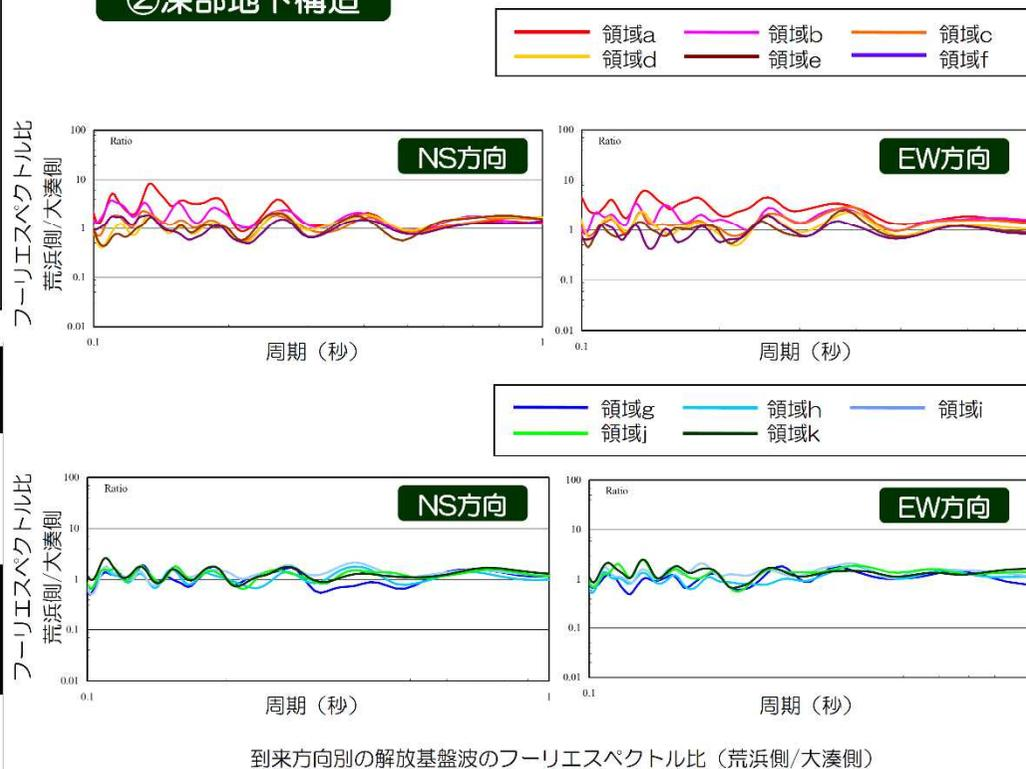 ②深部地下構造
領域a 領域b 領域c
領域d 領域e 領域f
フーリエスペクトル比
荒浜側/大湊側
100
10
1
0.1
0.01
Ratio
NS方向
0.1
1
周期（秒）
100
10
1
0.1
0.01
Ratio
EW方向
0.1
周期（秒）
領域g 領域h 領域i
領域j 領域k
フーリエスペクトル比
荒浜側/大湊側
100
10
1
0.1
0.01
Ratio
NS方向
0.1
1
周期（秒）
100
10
1
0.1
0.01
Ratio
EW方向
0.1
周期（秒）
到来方向別の解放基盤波のフーリエスペクトル比（荒浜側/大湊側）